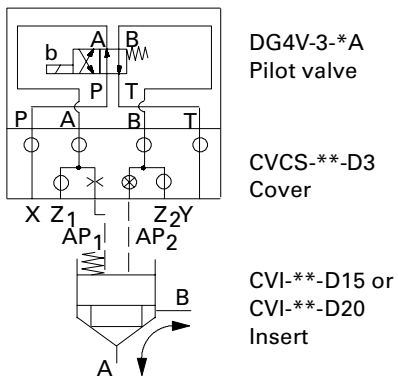 A B
b
P T
P A B T
X Z1 Z2 Y
AP1 AP2
B
A
DG4V-3-*A
Pilot valve
CVCS-**-D3
Cover
CVI-**-D15 or
CVI-**-D20
Insert